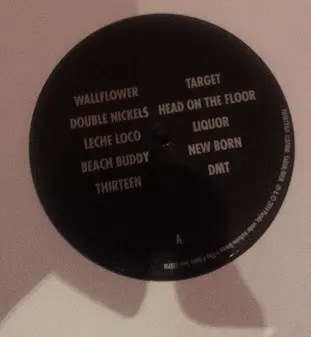 WALLFLOWER
DOUBLE NICKELS
LECHE LOCO
BEACH BUDDY
THIRTEEN
TARGET
HEAD ON THE FLOOR
LIQUOR
NEW BORN
DMT
A